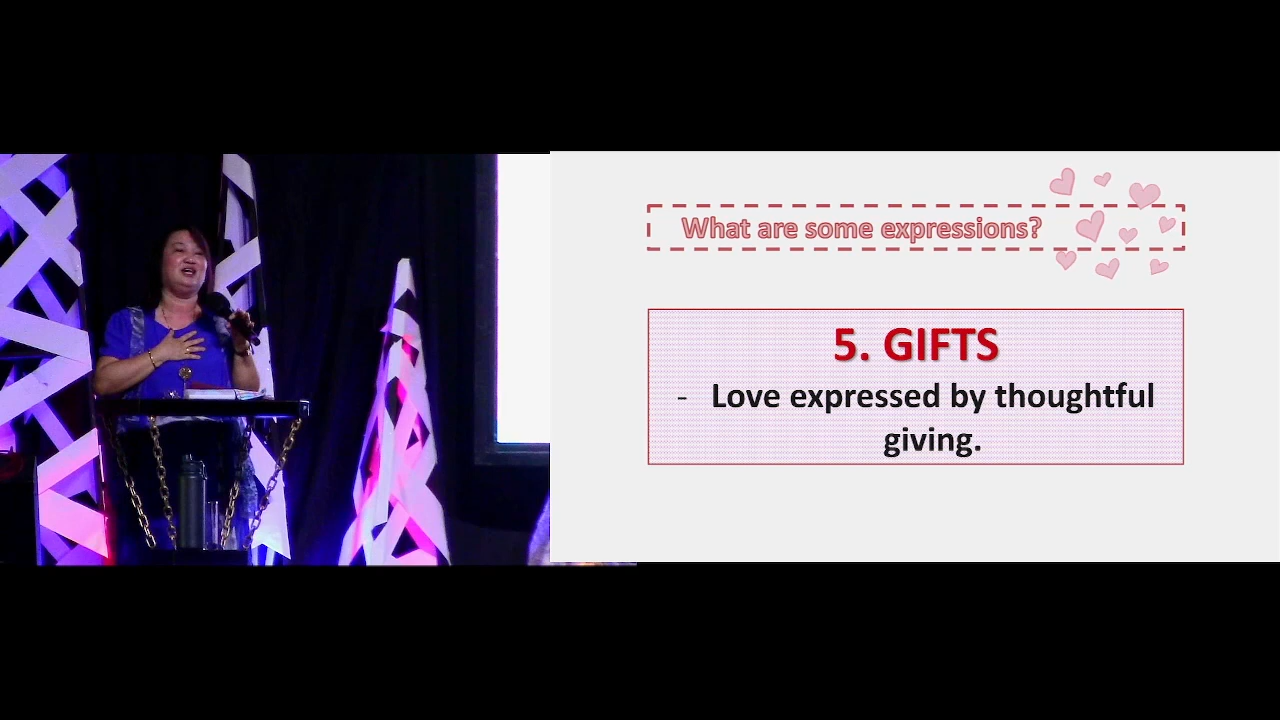 What are some expressions?
5. GIFTS
- Love expressed by thoughtful
giving.